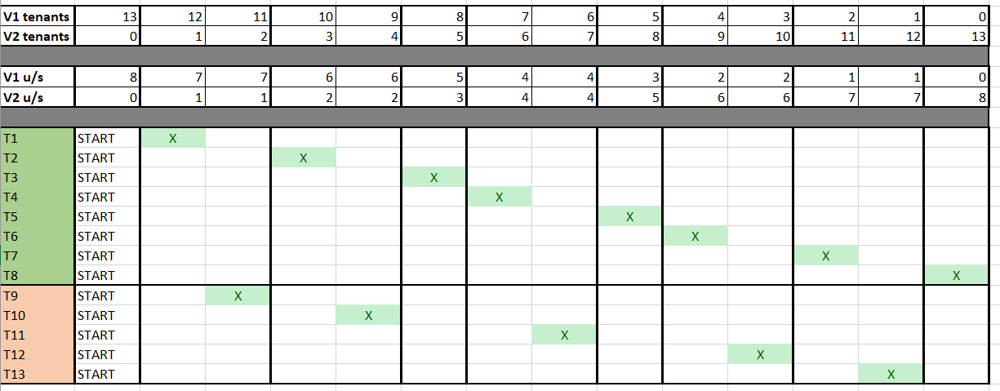 V1 tenants 13 12 11 10 9 8 7 6 5 4 3 2 1 0
V2 tenants 0 1 2 3 4 5 6 7 8 9 10 11 12 13
V1 u/s 8 7 7 6 6 5 4 4 3 2 2 1 1 0
V2 u/s 0 1 1 2 2 3 4 4 5 6 6 7 7 8
T1 START X
T2 START X
T3 START X
T4 START X
T5 START X
T6 START X
T7 START X
T8 START X
T9 START X
T10 START X
T11 START X
T12 START X
T13 START X